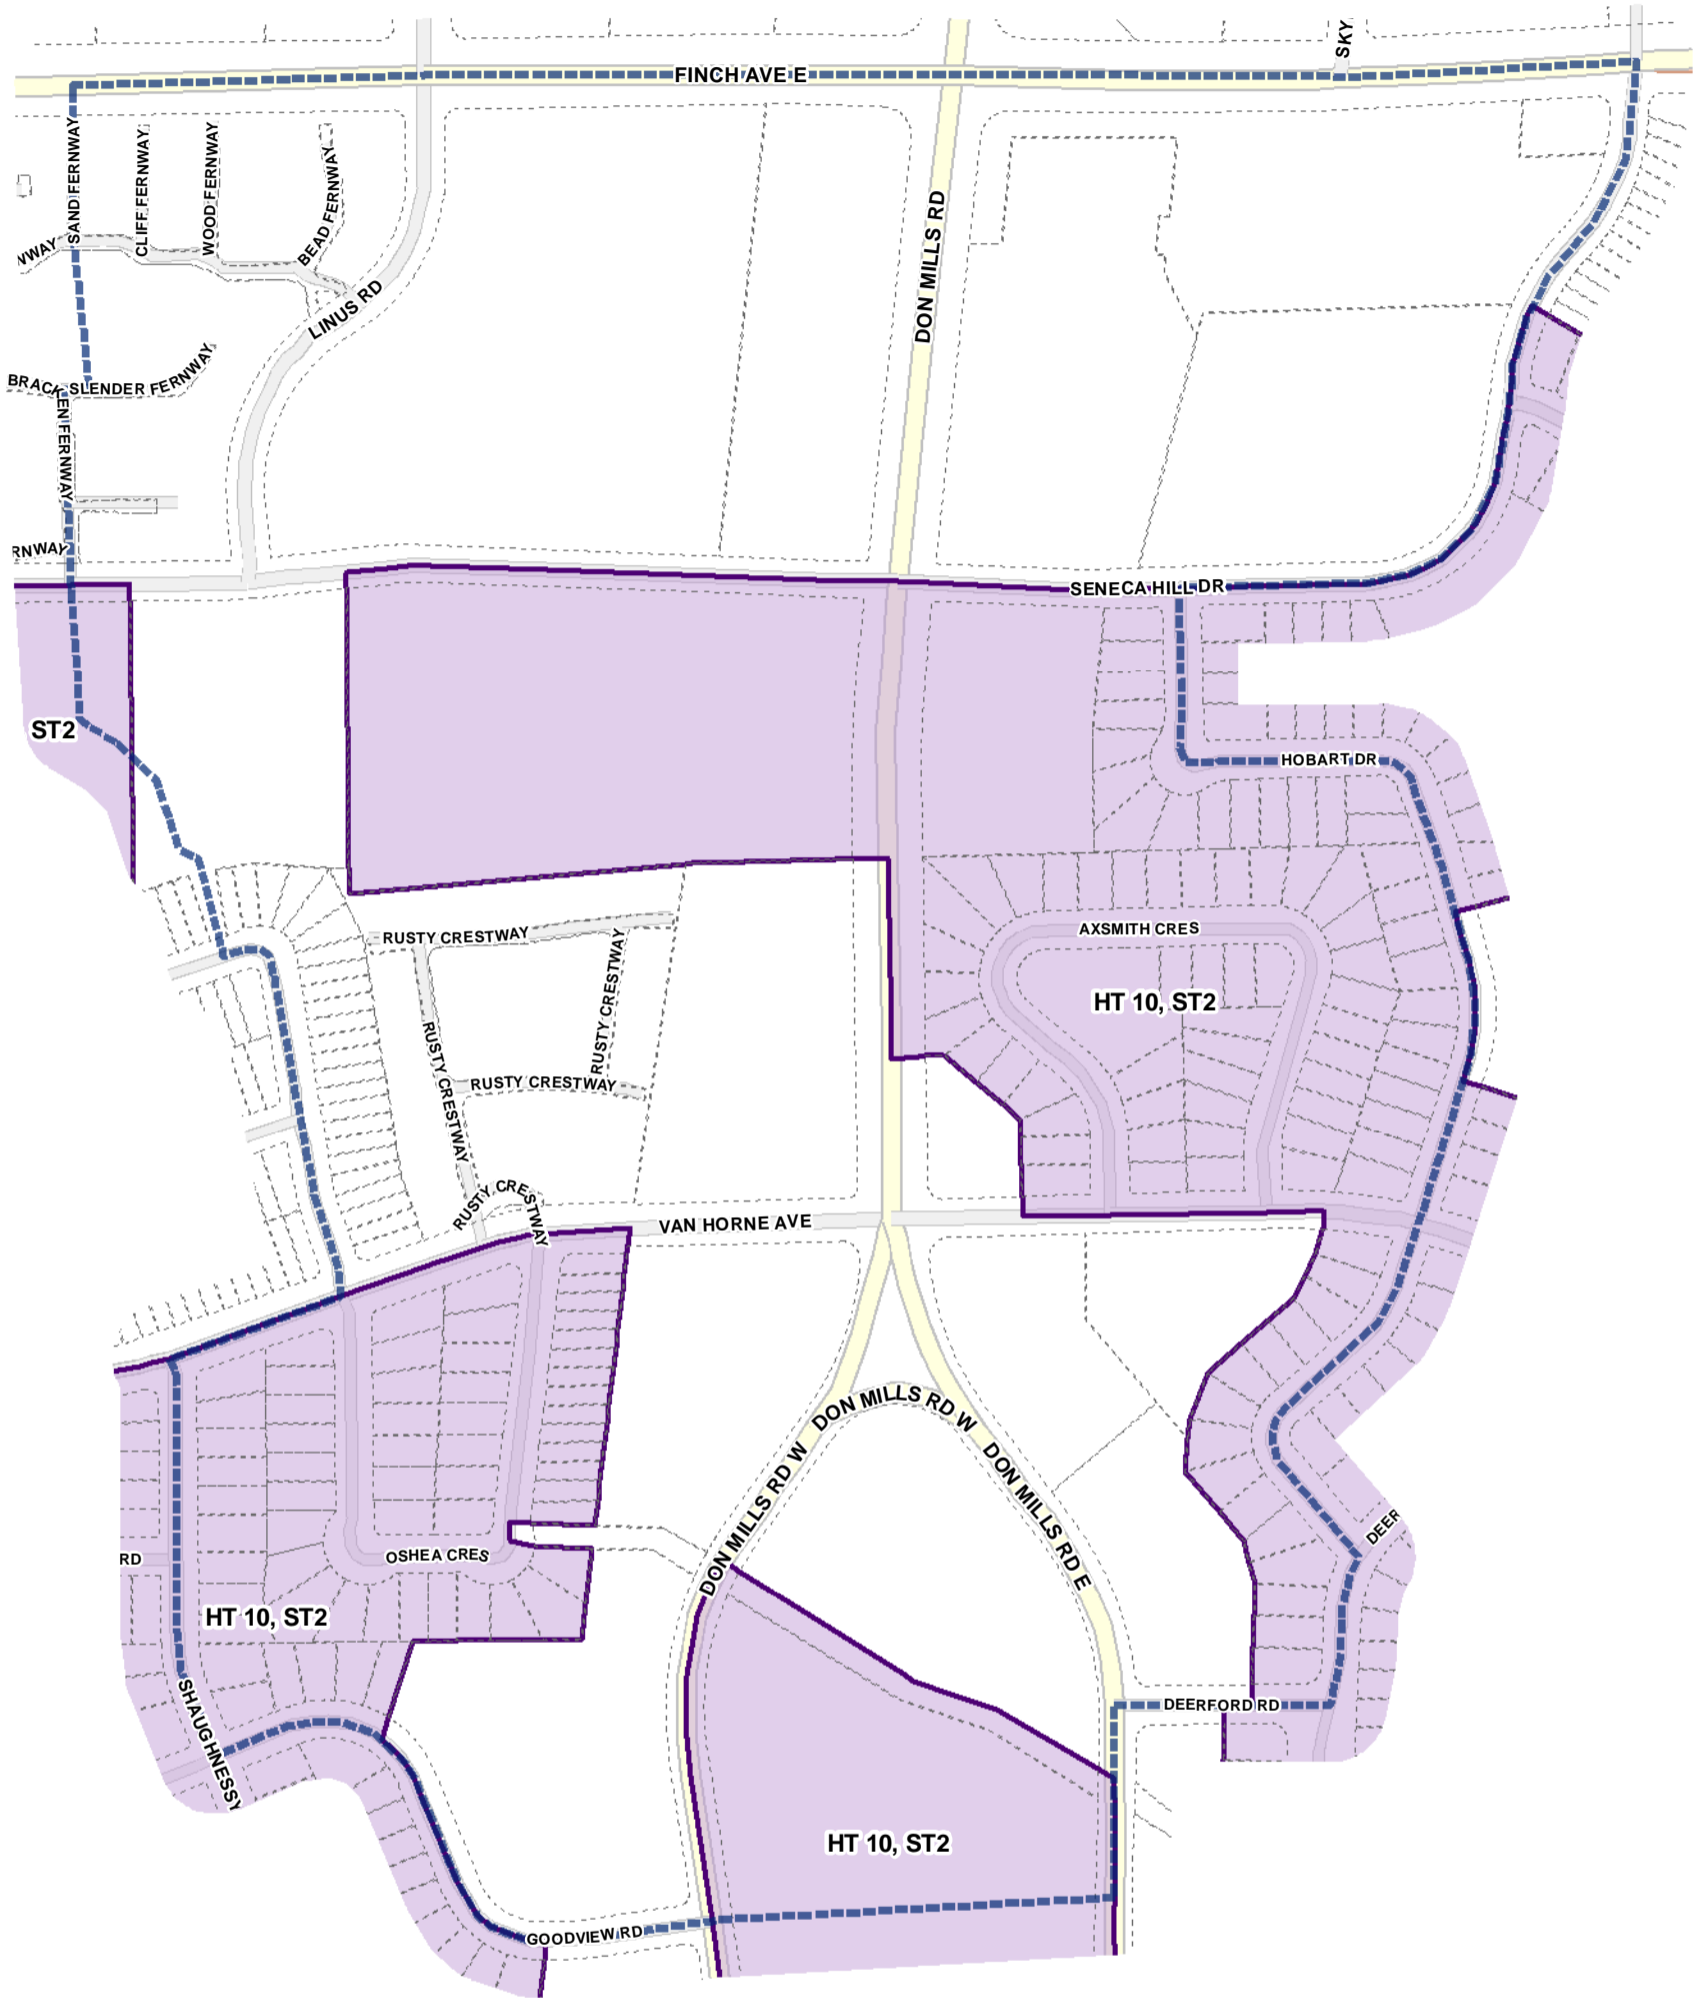 SKY
FINCH AVE E
SAND FERNWAY
CLIFF FERNWAY
WOOD FERNWAY
BEAD FERNWAY
WAY
LINUS RD
DON MILLS RD
BRACK
SLENDER FERNWAY
EN FERNWAY
RNWAY
SENECA HILL DR
ST2
HOBART DR
RUSTY CRESTWAY
AXSMITH CRES
RUSTY CRESTWAY
HT 10, ST2
RUSTY CRESTWAY
RUSTY CRESTWAY
RUSTY CRESTWAY
VAN HORNE AVE
DON MILLS RD W
DON MILLS RD W
DON MILLS RD E
DEER
RD
OSHEA CRES
HT 10, ST2
SHAUGHNESSY
DEERFORD RD
HT 10, ST2
GOODVIEW RD